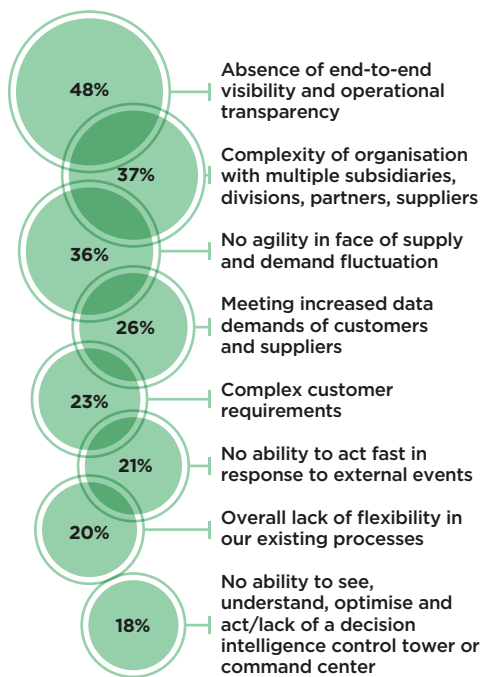 48%
Absence of end-to-end
visibility and operational
transparency
37%
Complexity of organisation
with multiple subsidiaries,
divisions, partners, suppliers
36%
No agility in face of supply
and demand fluctuation
26%
Meeting increased data
demands of customers
and suppliers
23%
Complex customer
requirements
21%
No ability to act fast in
response to external events
20%
Overall lack of flexibility in
our existing processes
18%
No ability to see,
understand, optimise and
act/lack of a decision
intelligence control tower or
command center